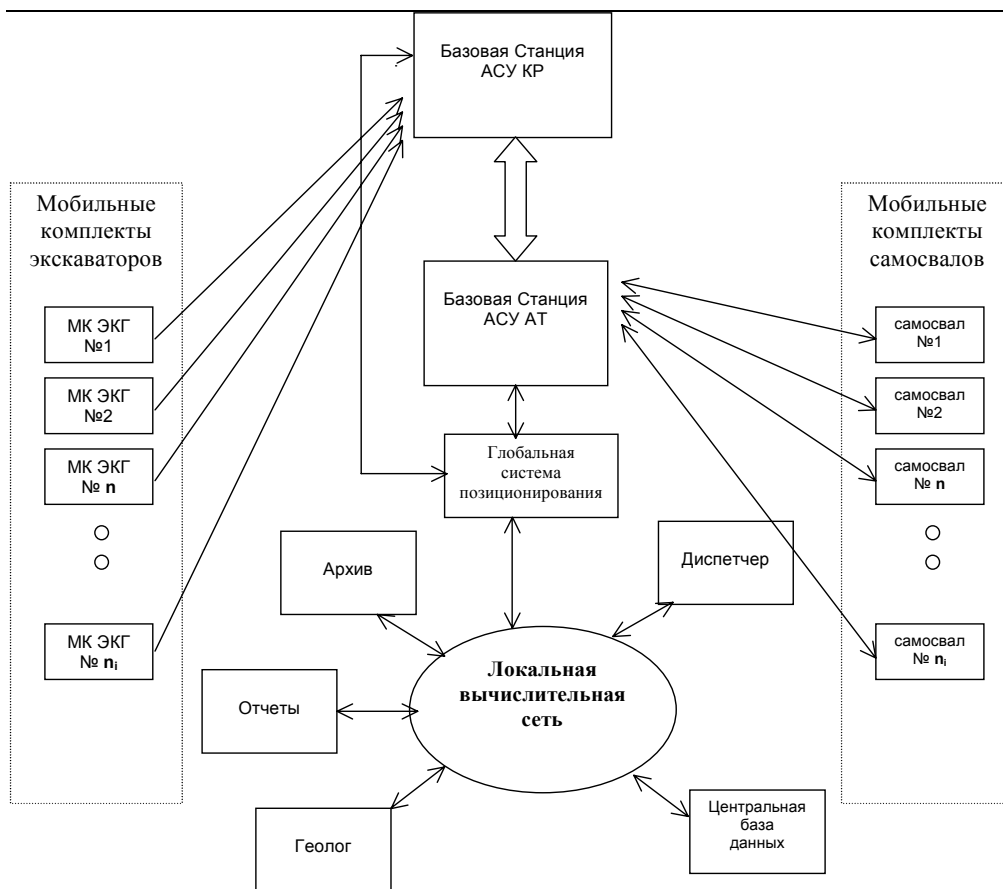 Базовая Станция
АСУ КР
Мобильные
комплекты
экскаваторов
МК ЭКГ
№1
МК ЭКГ
№2
МК ЭКГ
№ n
МК ЭКГ
№ nᵢ
Базовая Станция
АСУ АТ
Глобальная
система
позиционирования
Мобильные
комплекты
самосвалов
самосвал
№1
самосвал
№2
самосвал
№ n
самосвал
№ nᵢ
Архив
Диспетчер
Локальная
вычислительная
сеть
Отчеты
Геолог
Центральная
база
данных